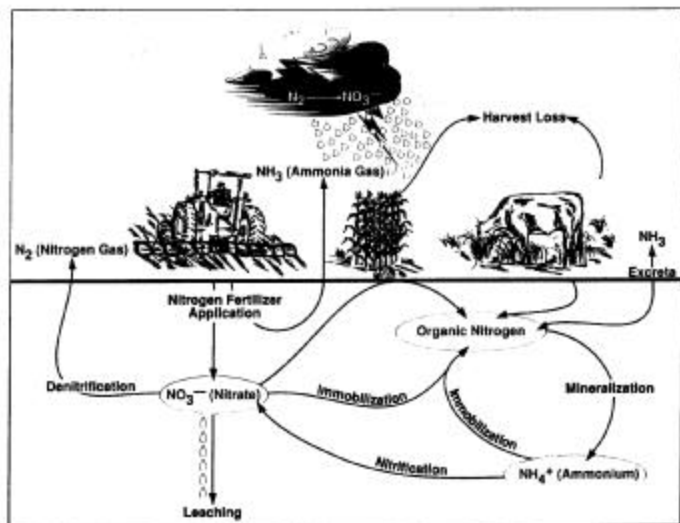 N₂ → NO₃⁻
Harvest Loss
NH₃ (Ammonia Gas)
N₂ (Nitrogen Gas)
NH₃
Excreta
Nitrogen Fertilizer
Application
Organic Nitrogen
Denitrification
NO₃⁻ (Nitrate)
Immobilization
Immobilization
Mineralization
Nitrification
NH₄⁺ (Ammonium)
Leaching